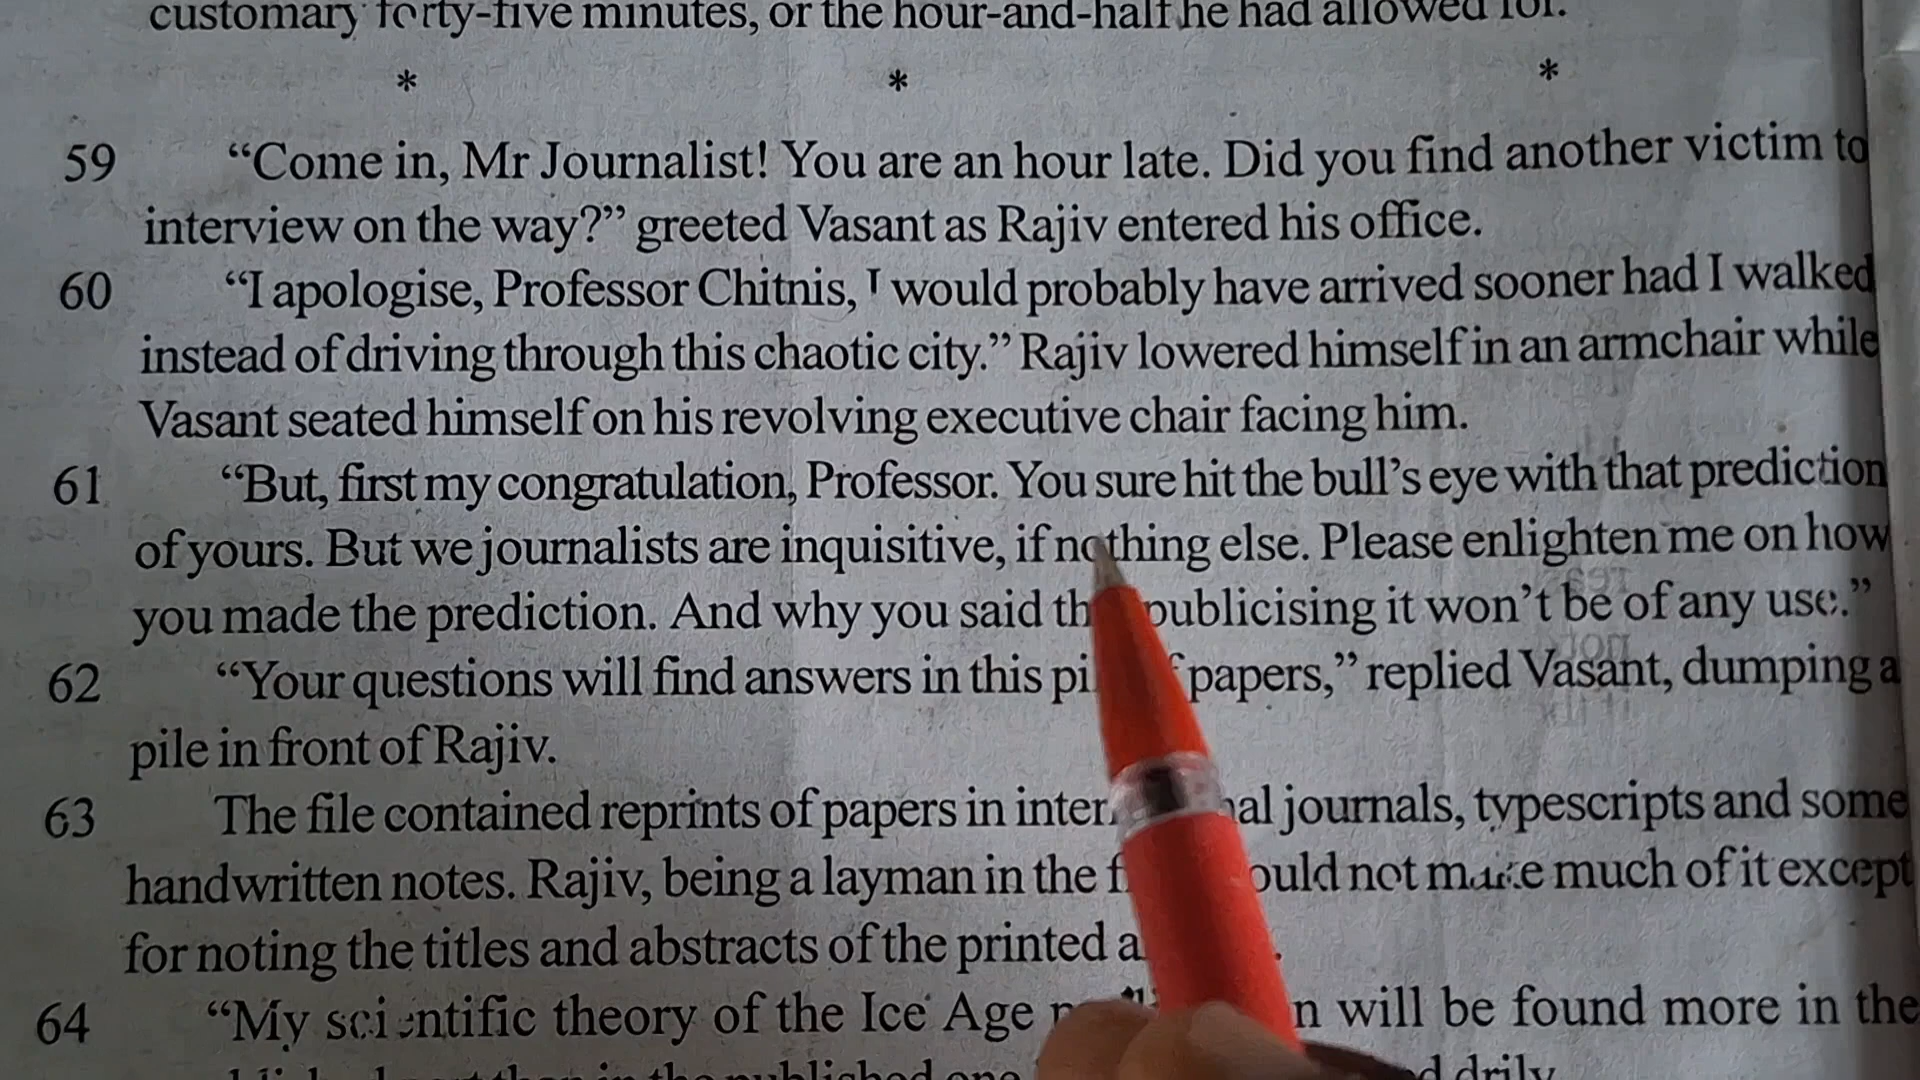 customary forty-five minutes, or the hour-and-half he had allowed for.
* * *
59 “Come in, Mr Journalist! You are an hour late. Did you find another victim to
interview on the way?” greeted Vasant as Rajiv entered his office.
60 “I apologise, Professor Chitnis, I would probably have arrived sooner had I walked
instead of driving through this chaotic city.” Rajiv lowered himself in an armchair while
Vasant seated himself on his revolving executive chair facing him.
61 “But, first my congratulation, Professor. You sure hit the bull’s eye with that prediction
of yours. But we journalists are inquisitive, if nothing else. Please enlighten me on how
you made the prediction. And why you said publicising it won’t be of any use.”
62 “Your questions will find answers in this papers,” replied Vasant, dumping a
pile in front of Rajiv.
63 The file contained reprints of papers in journals, typescripts and some
handwritten notes. Rajiv, being a layman in the not make much of it except
for noting the titles and abstracts of the printed
64 “My scientific theory of the Ice Age will be found more in the
than in the published one drily.